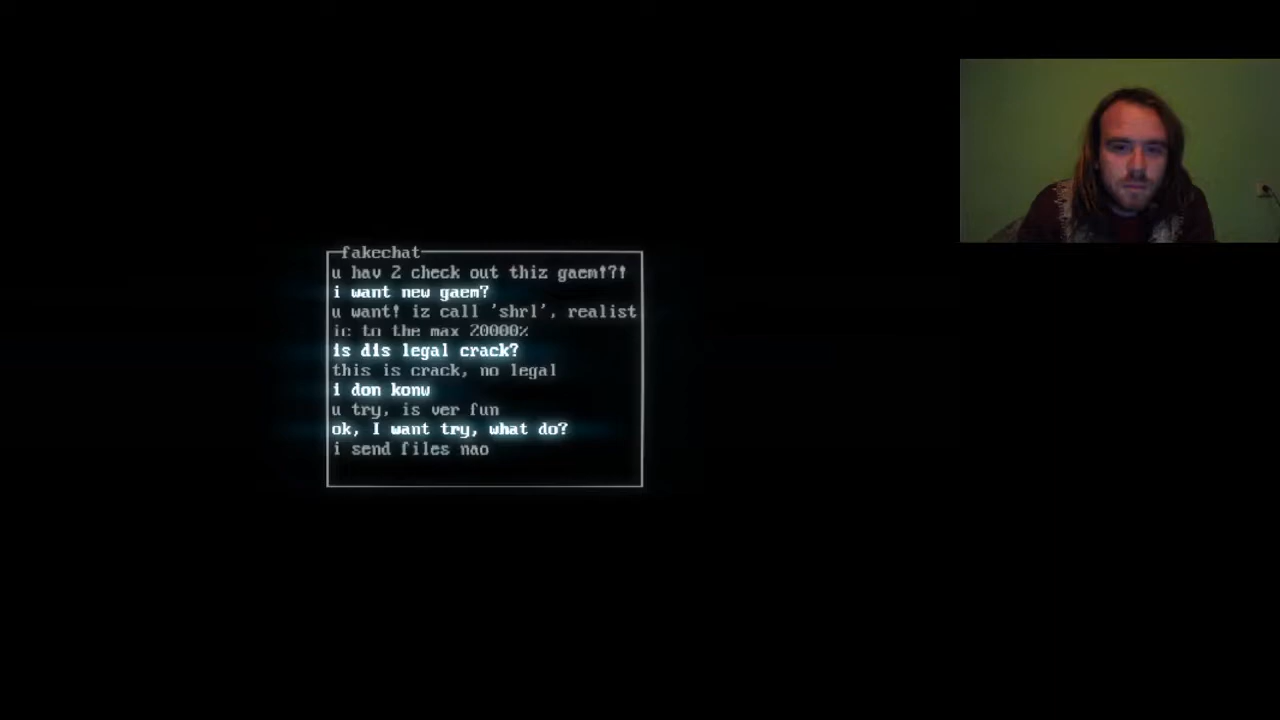 fakechat
u hav 2 check out thiz gaem!?!
i want new gaem?
u want! iz call 'shrl', realist
ic to the max 20000%
is dis legal crack?
this is crack, no legal
i don konw
u try, is ver fun
ok, I want try, what do?
i send files nao